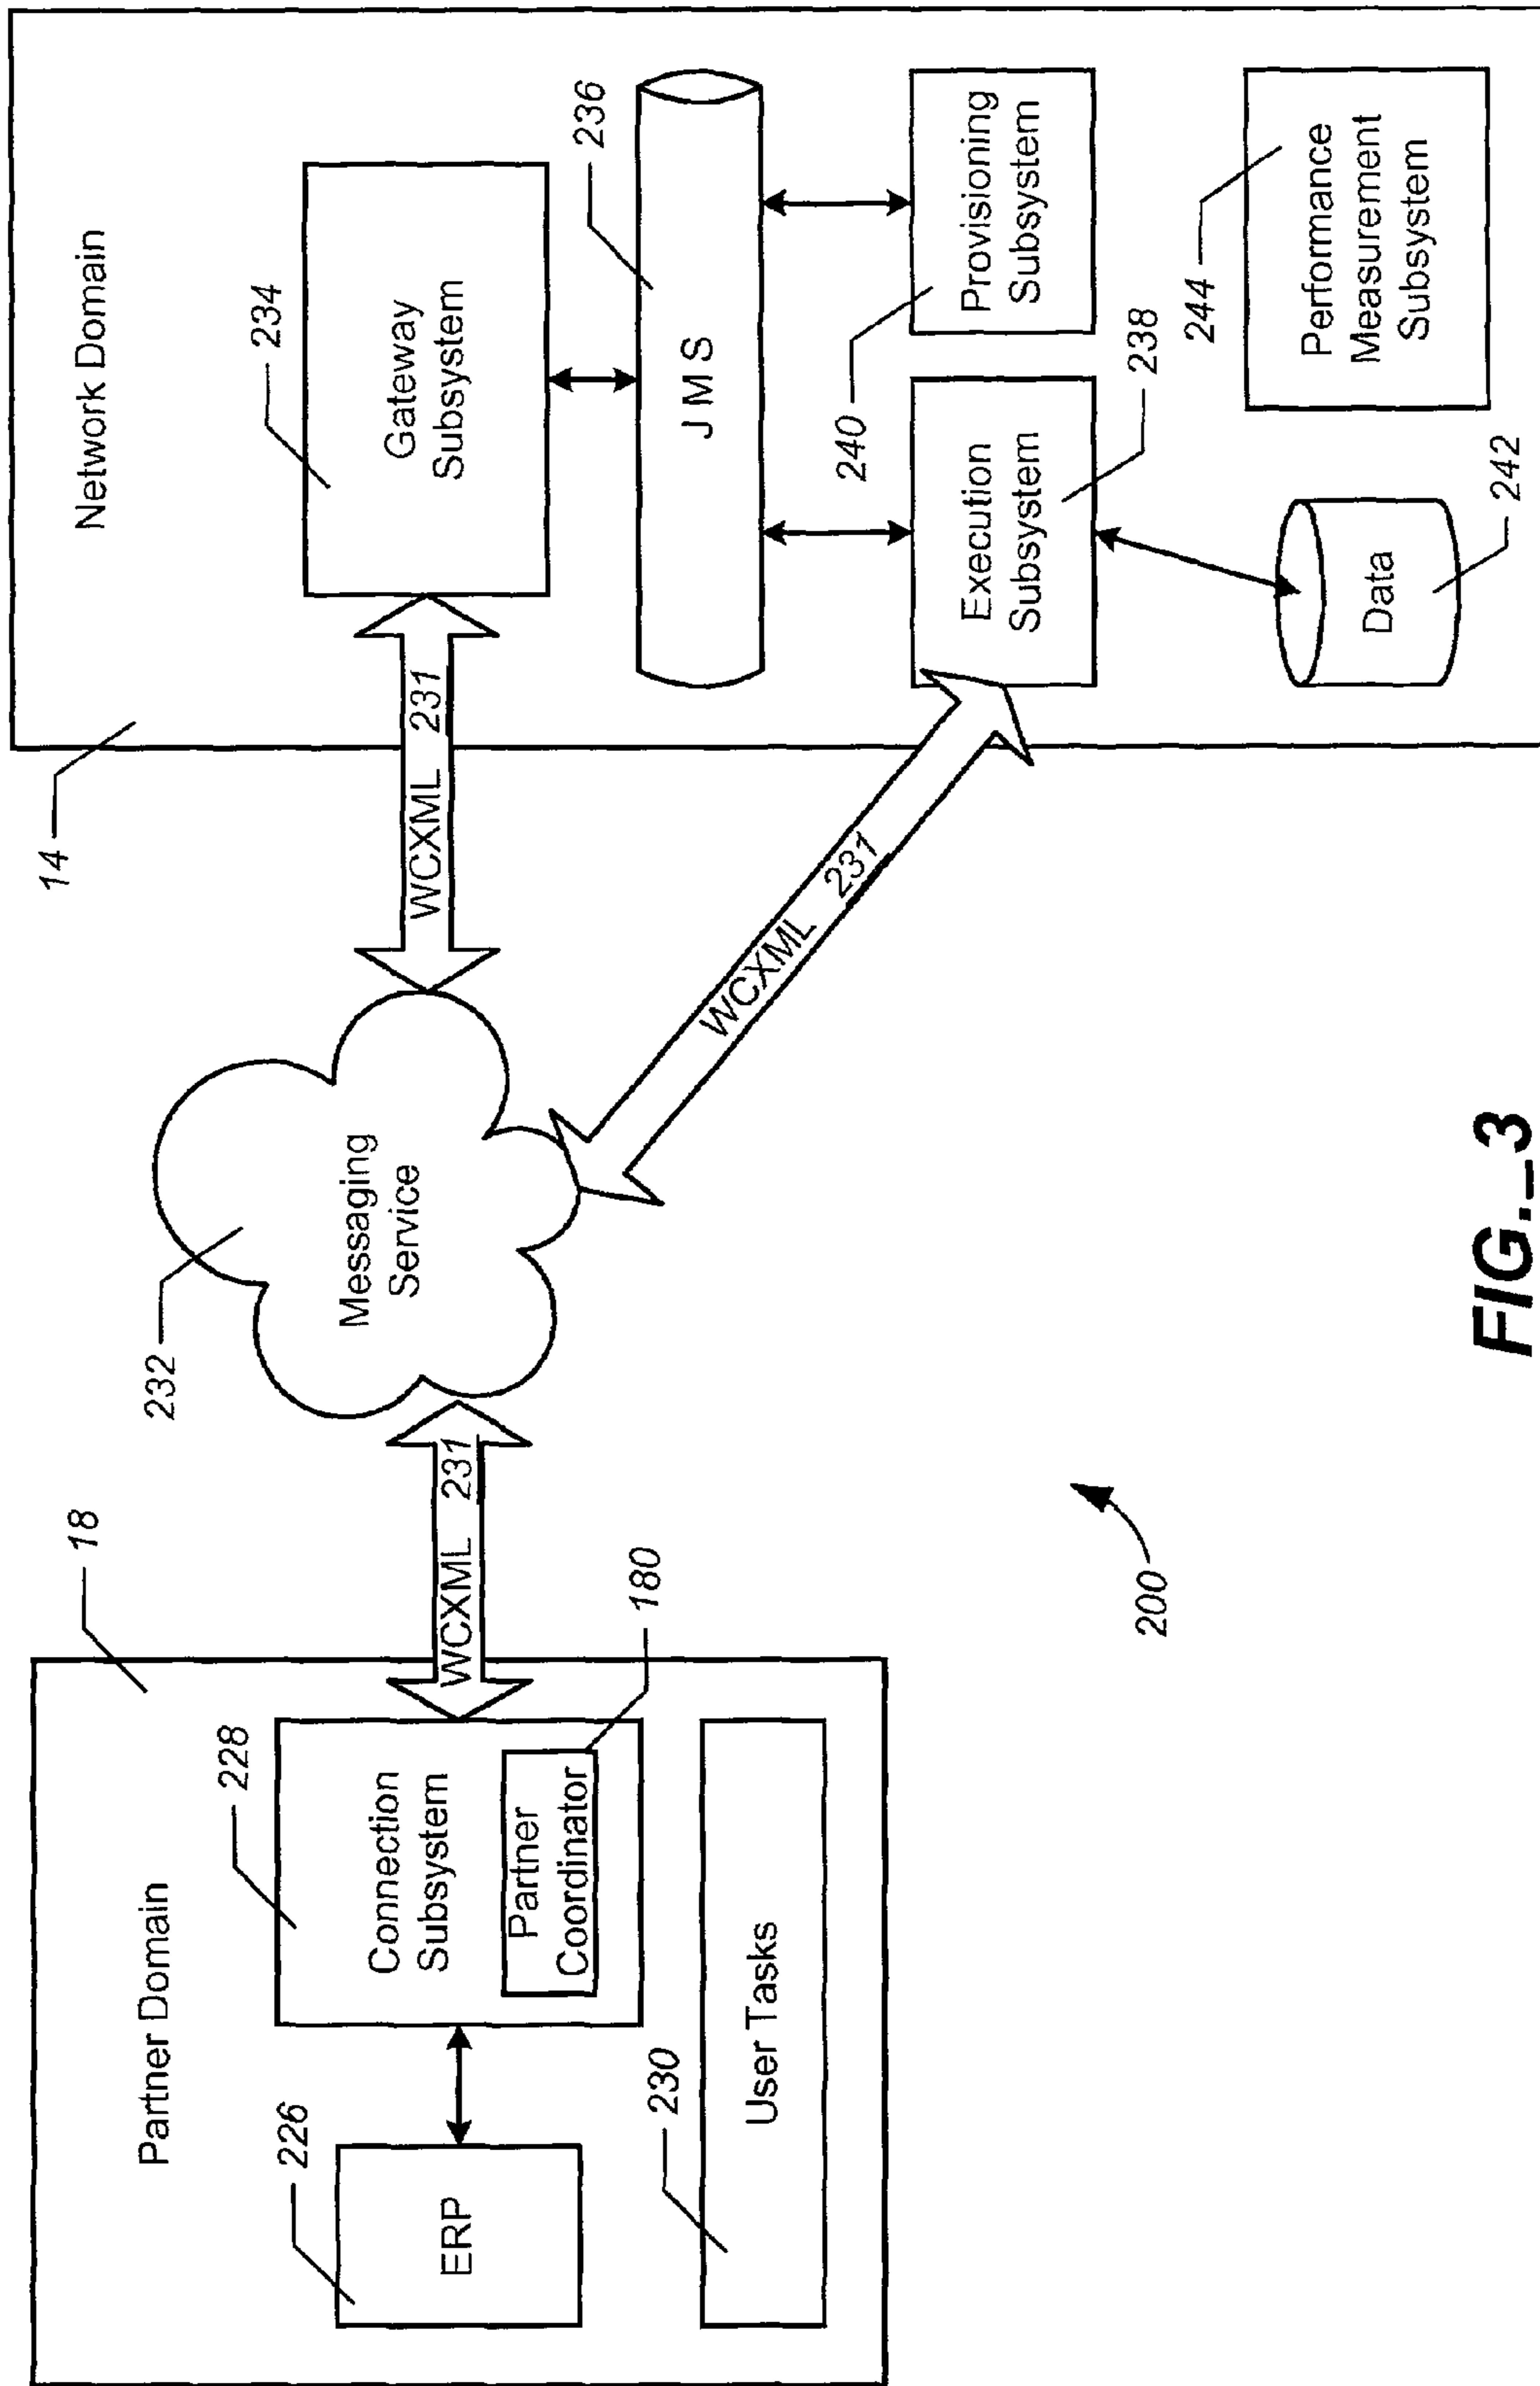 Partner Domain
18
226
ERP
228
Connection
Subsystem
Partner
Coordinator
180
230
User Tasks
WCXML 231
232
Messaging
Service
WCXML 231
WCXML 231
14
Network Domain
234
Gateway
Subsystem
236
JMS
240
Execution
Subsystem
238
Provisioning
Subsystem
Data
242
244
Performance
Measurement
Subsystem
200
FIG._3